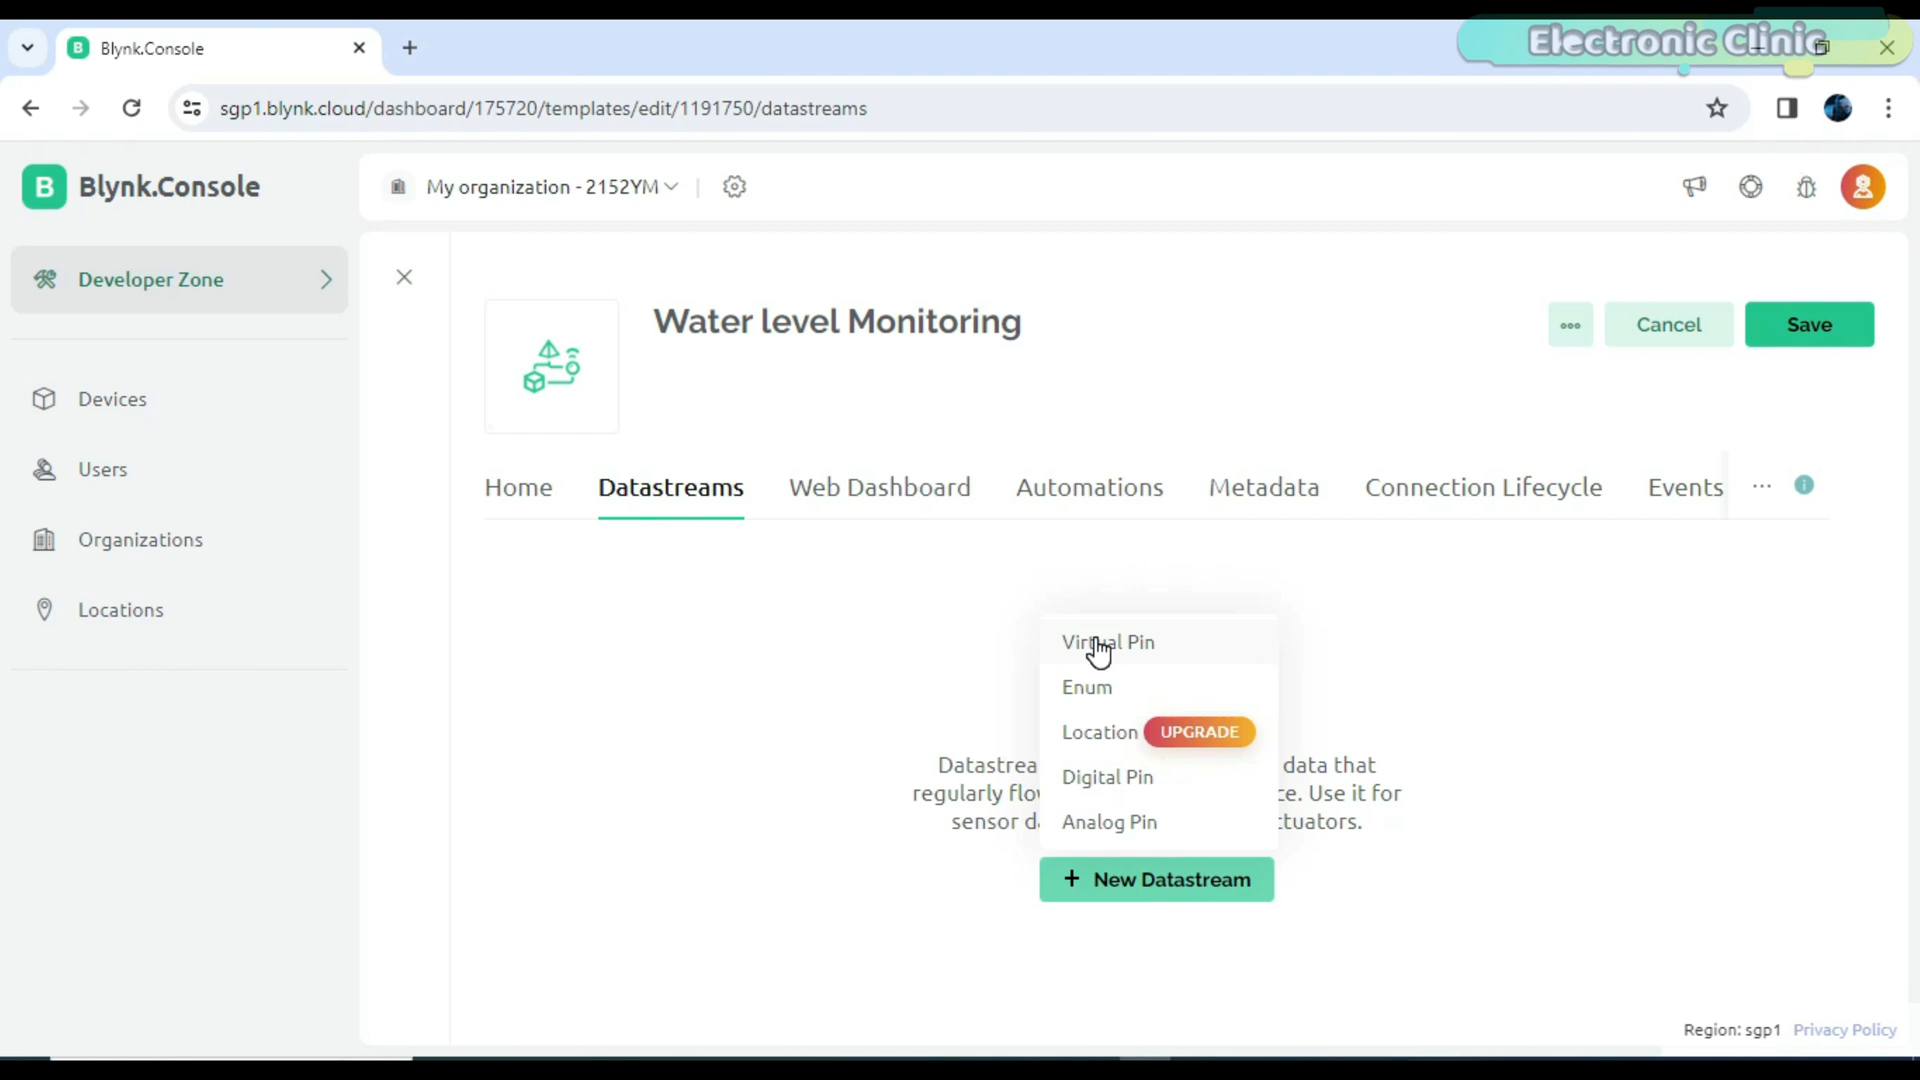 Electronic Clinic
B Blynk.Console
sgp1.blynk.cloud/dashboard/175720/templates/edit/1191750/datastreams
B Blynk.Console
My organization - 2152YM
Developer Zone
Water level Monitoring
Cancel
Save
Devices
Users
Organizations
Locations
Home
Datastreams
Web Dashboard
Automations
Metadata
Connection Lifecycle
Events
Virtual Pin
Enum
Location UPGRADE
Digital Pin
Analog Pin
data that
regularly
Use it for
sensor
+ New Datastream
Region: sgp1 Privacy Policy